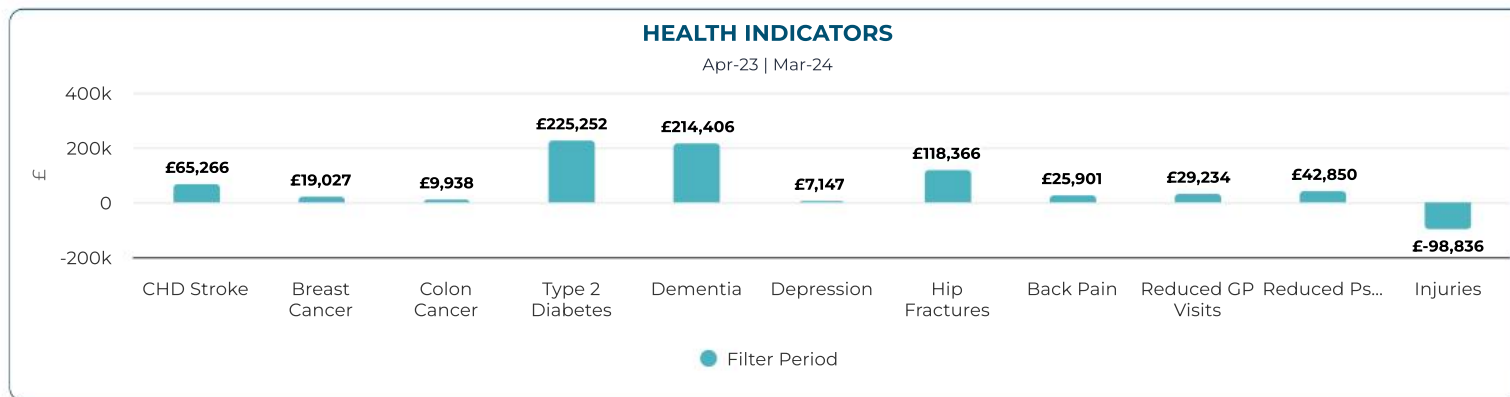 HEALTH INDICATORS
Apr-23 | Mar-24
400k
200k
0
-200k
£
£65,266
£19,027
£9,938
£225,252
£214,406
£7,147
£118,366
£25,901
£29,234
£42,850
£-98,836
CHD Stroke
Breast
Cancer
Colon
Cancer
Type 2
Diabetes
Dementia
Depression
Hip
Fractures
Back Pain
Reduced GP
Visits
Reduced Ps...
Injuries
Filter Period